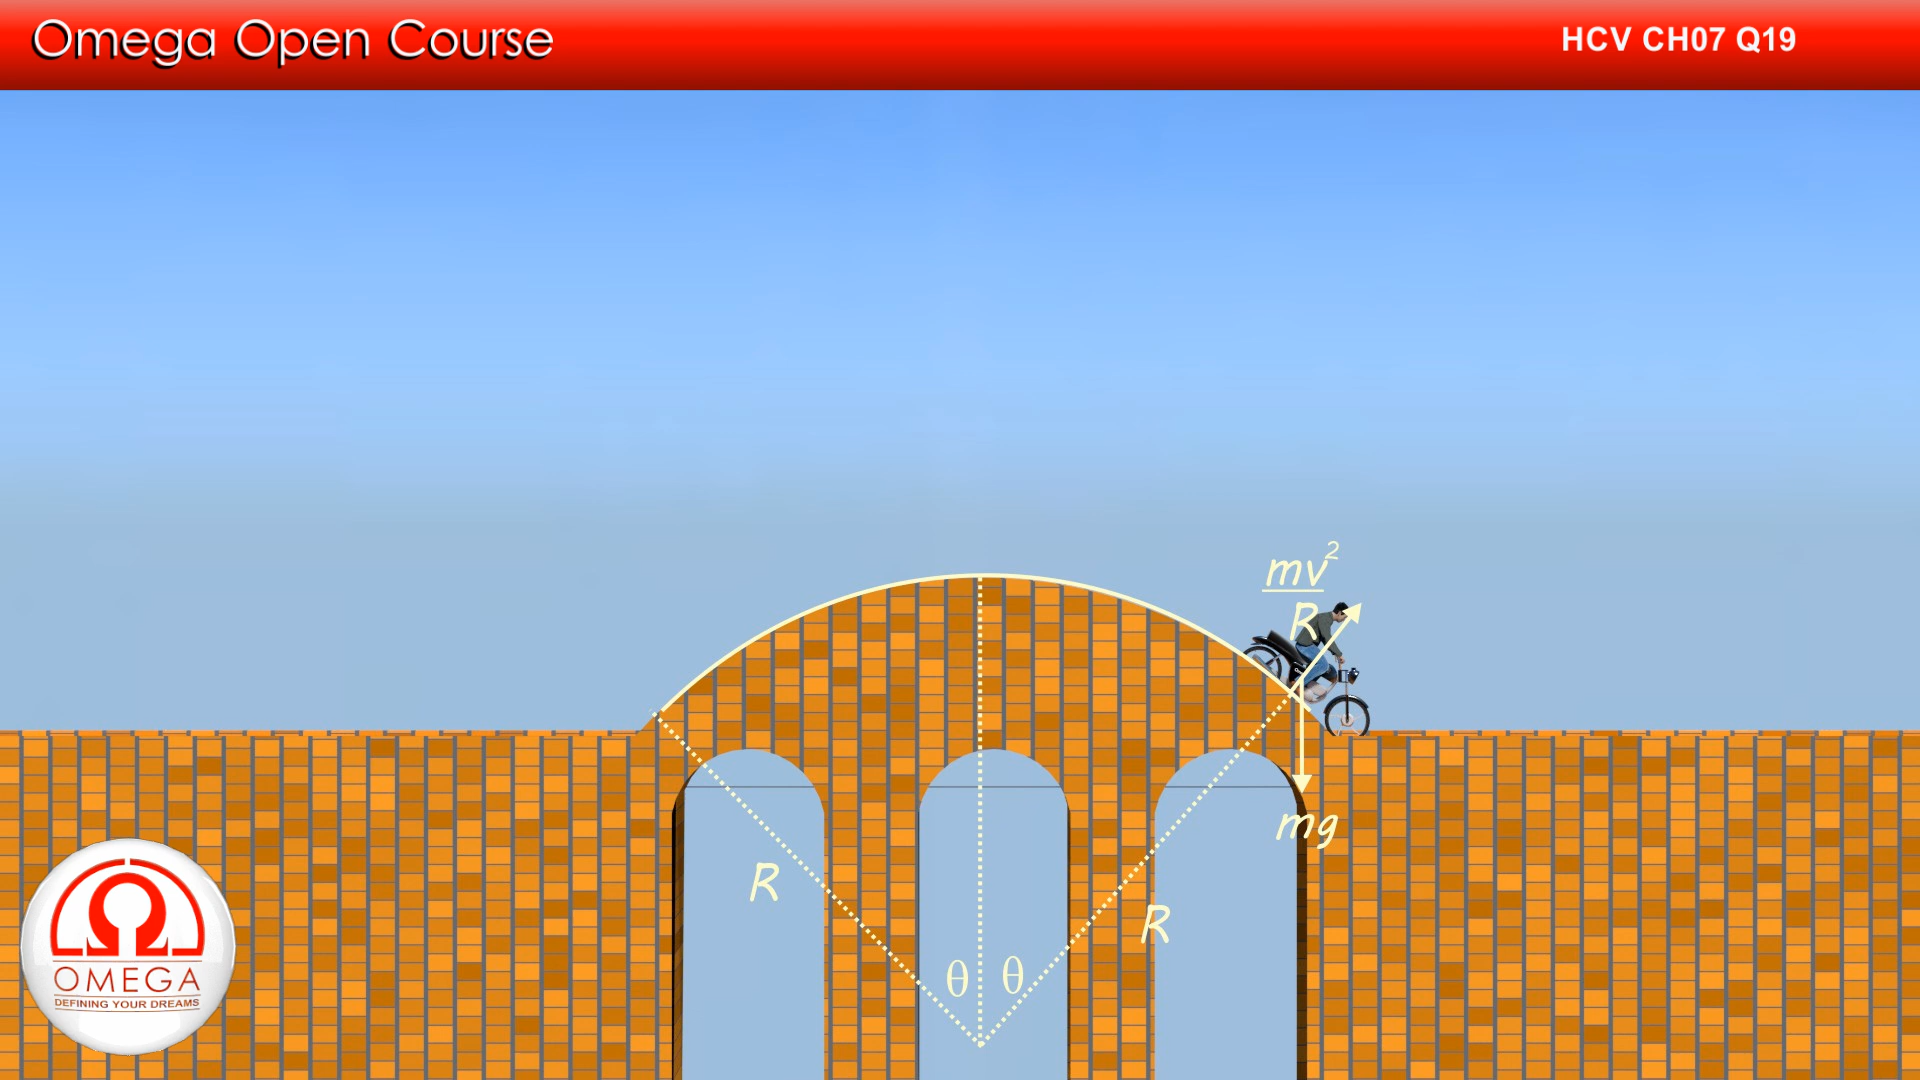 Omega Open Course
HCV CH07 Q19
mv²
R
mg
R
R
θ θ
Ω
OMEGA
DEFINING YOUR DREAMS